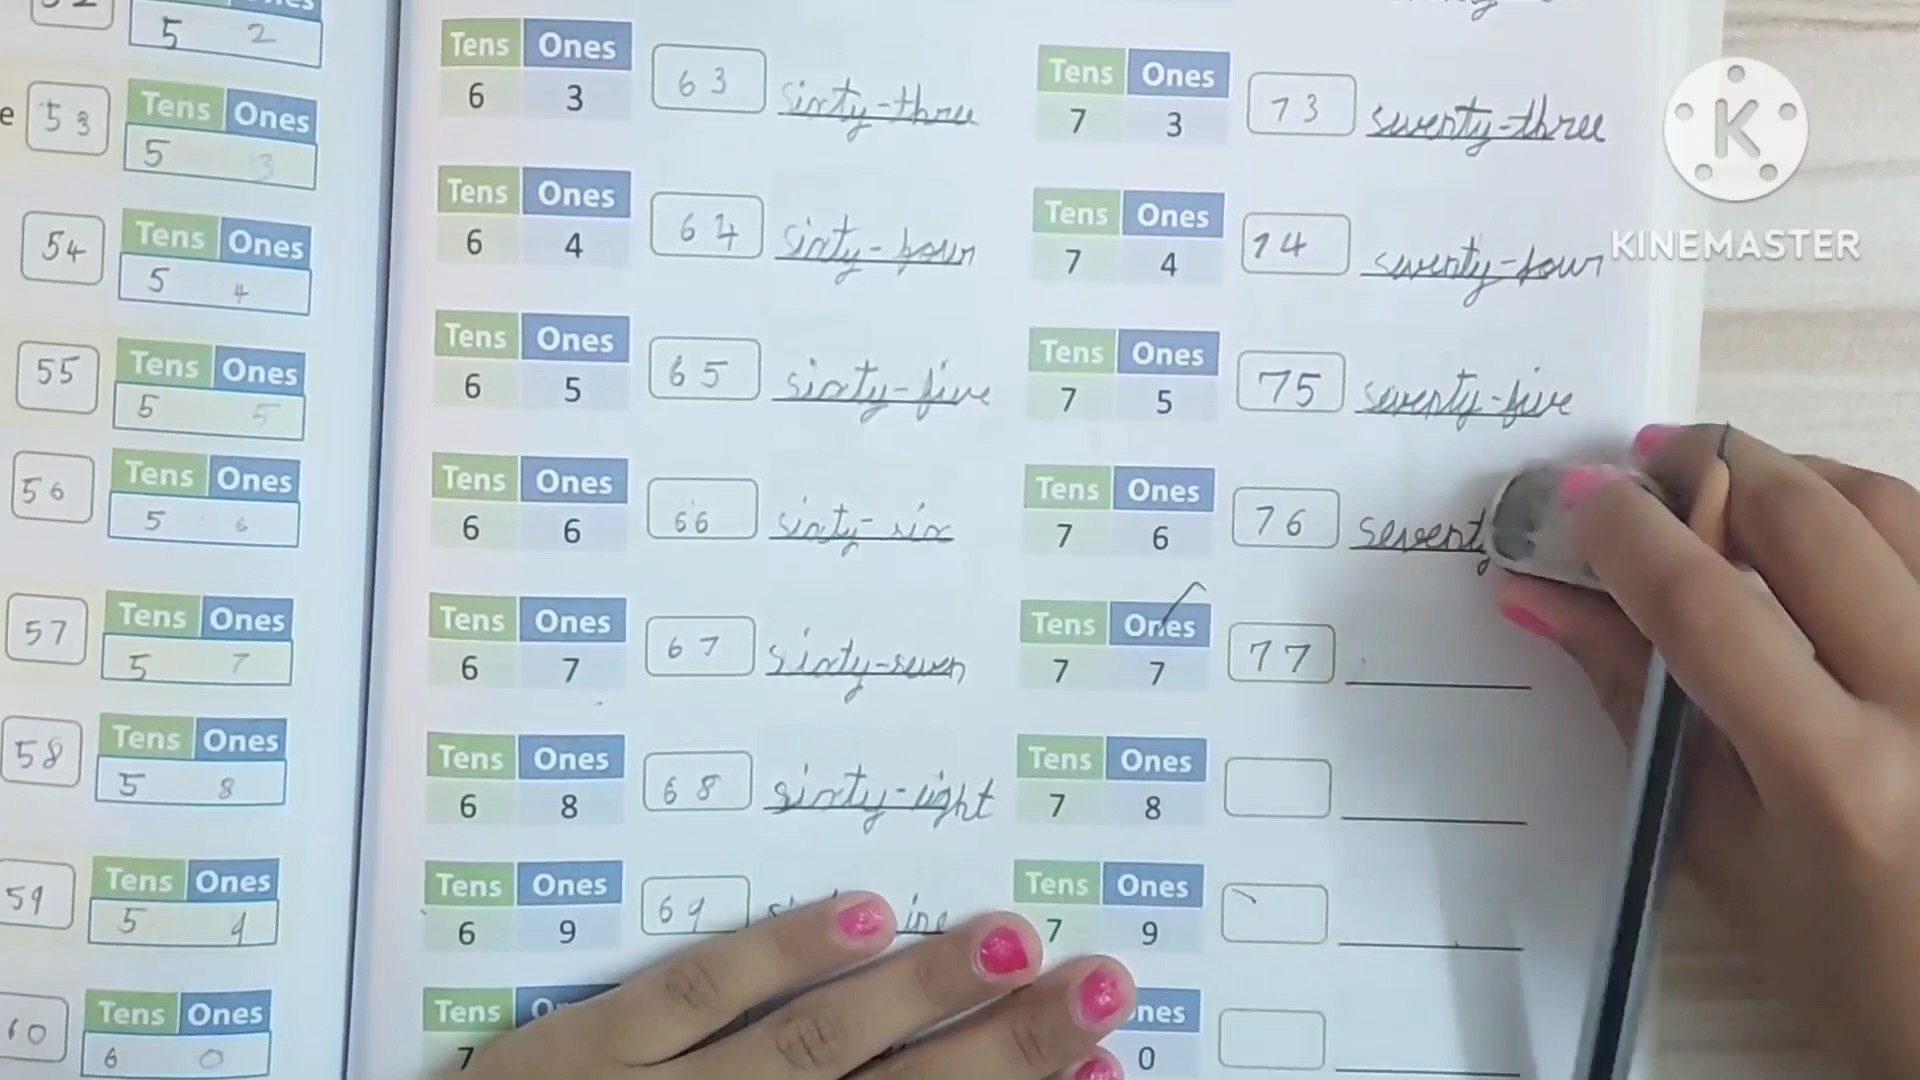 5 2
e 53 Tens Ones
5 3
54 Tens Ones
5 4
55 Tens Ones
5 5
56 Tens Ones
5 6
57 Tens Ones
5 7
58 Tens Ones
5 8
59 Tens Ones
5 9
60 Tens Ones
6 0
Tens Ones
6 3 63 sixty-three
Tens Ones
6 4 64 sixty-four
Tens Ones
6 5 65 sixty-five
Tens Ones
6 6 66 sixty-six
Tens Ones
6 7 67 sixty-seven
Tens Ones
6 8 68 sixty-eight
Tens Ones
6 9 69
Tens
7
Tens Ones
7 3 73 seventy-three
Tens Ones
7 4 74 seventy-four
Tens Ones
7 5 75 seventy-five
Tens Ones
7 6 76 seventy
Tens Ones
7 7 77
Tens Ones
7 8
Tens Ones
7 9
0
K
KINEMASTER